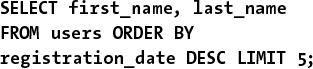 SELECT first_name, last_name
FROM users ORDER BY
registration_date DESC LIMIT 5;